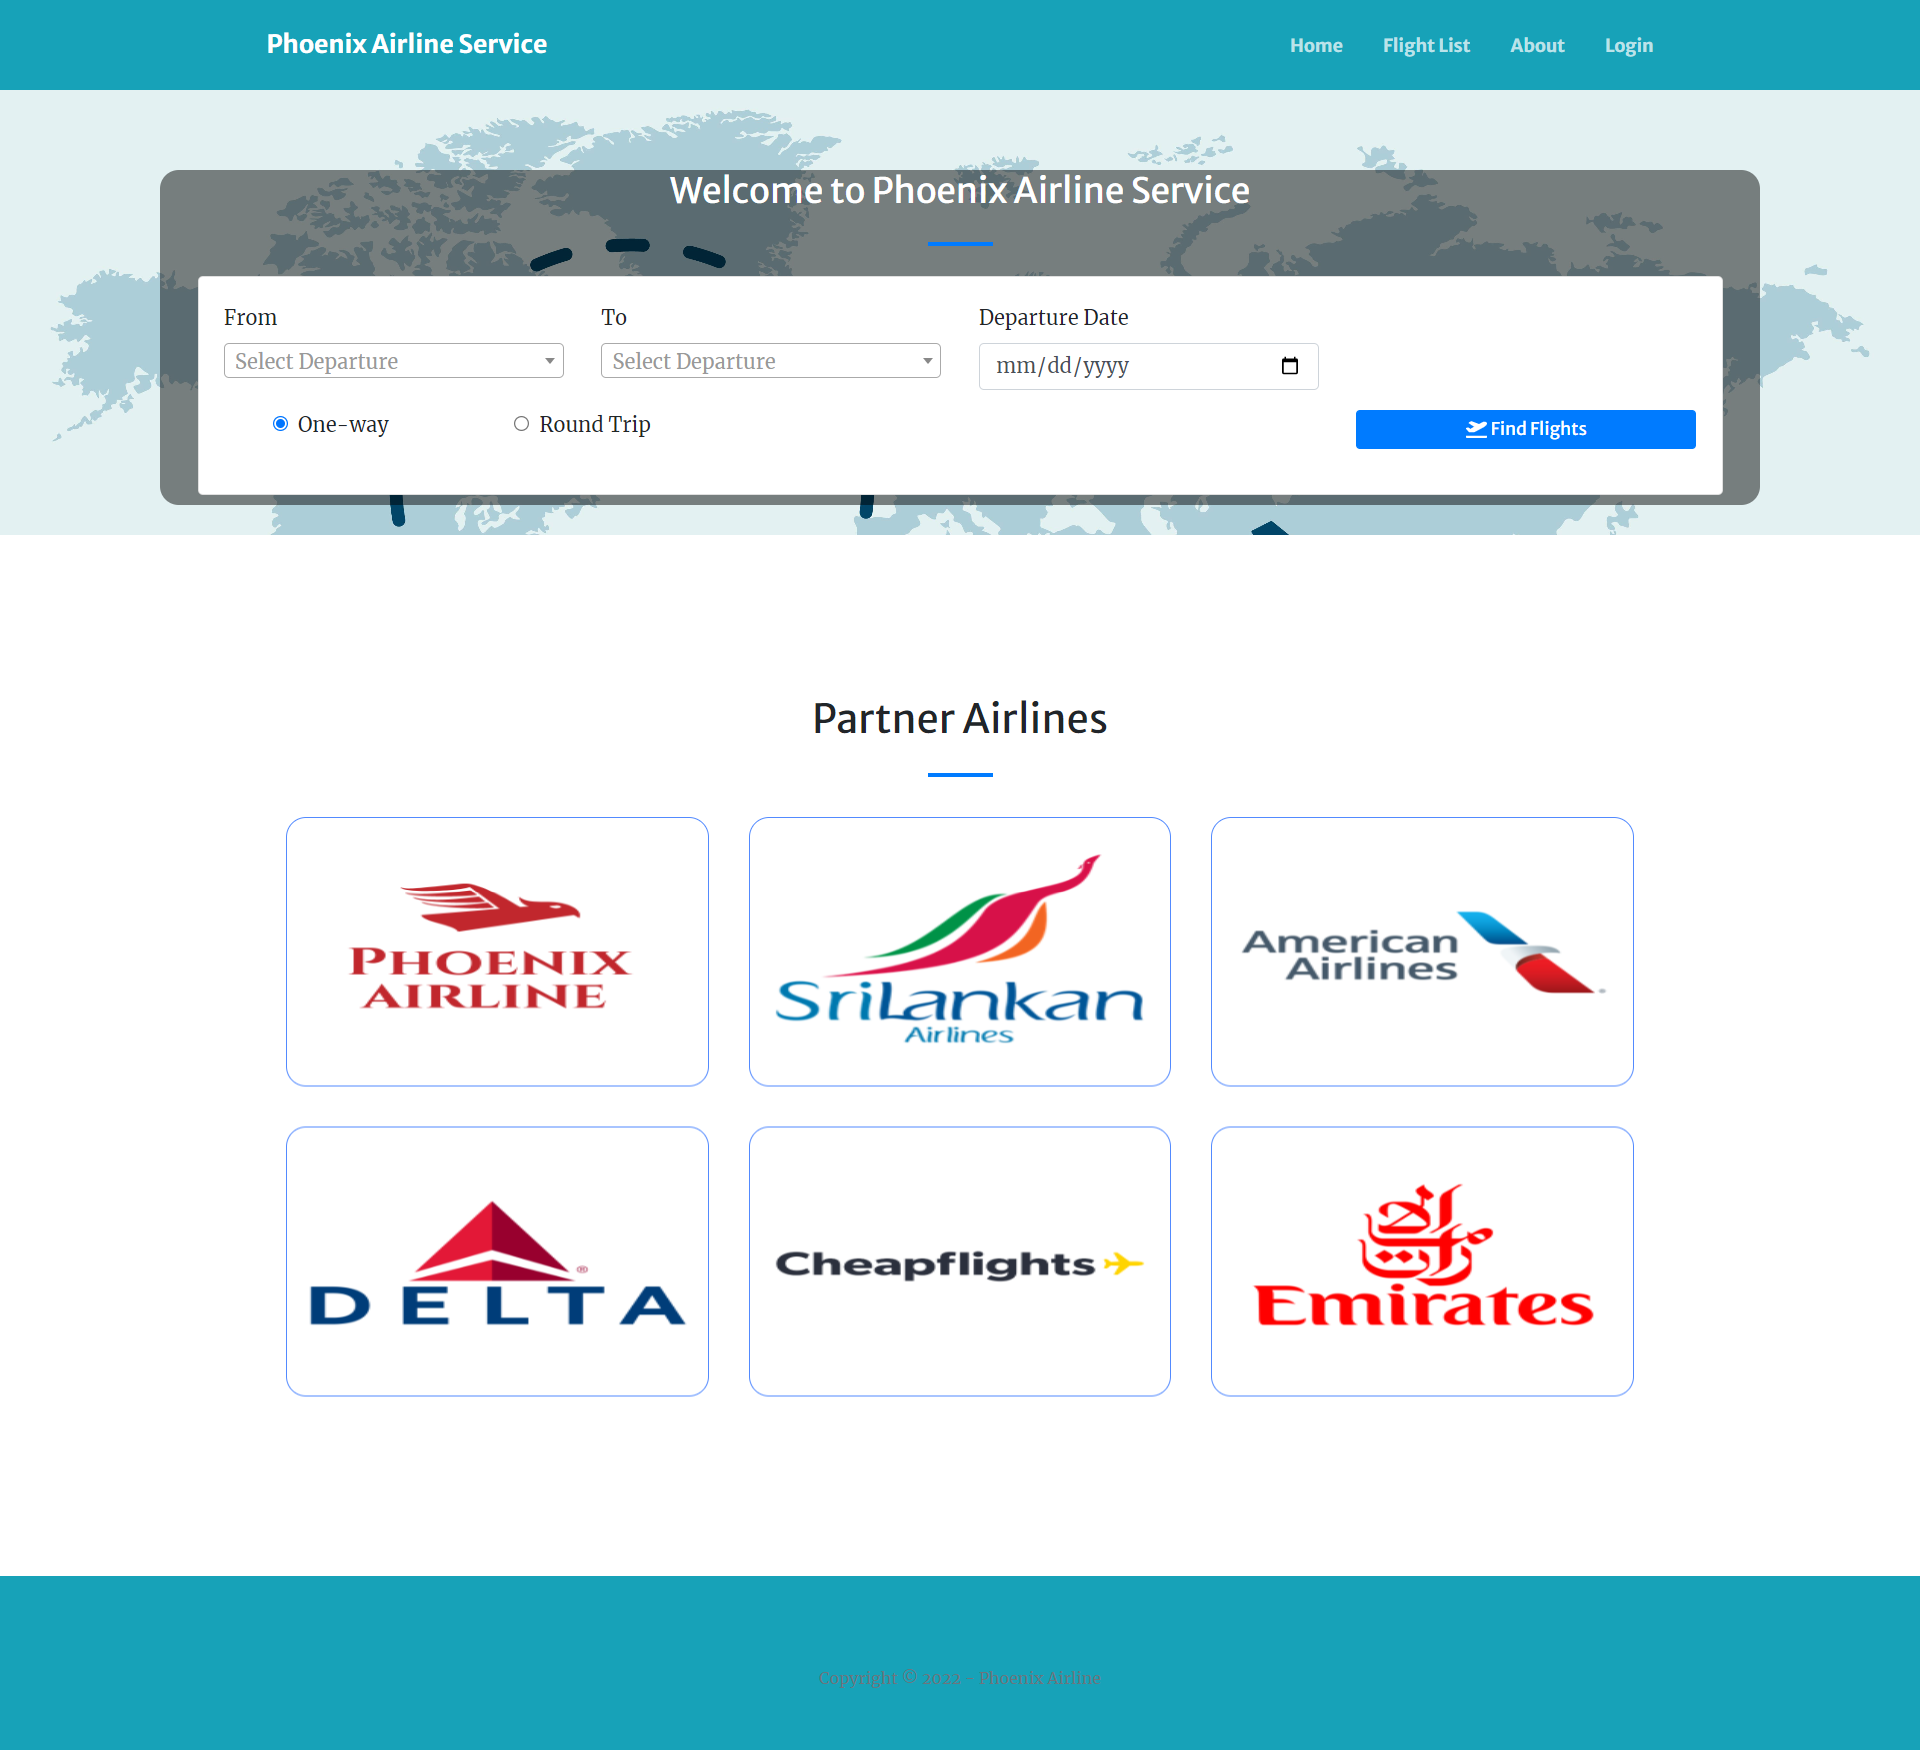 Phoenix Airline Service
Home Flight List About Login
Welcome to Phoenix Airline Service
From To Departure Date
Select Departure Select Departure mm/dd/yyyy
One-way Round Trip Find Flights
Partner Airlines
PHOENIX
AIRLINE
SriLankan
Airlines
American
Airlines
DELTA®
Cheapflights
الإمارات
Emirates
Copyright © 2022 - Phoenix Airline